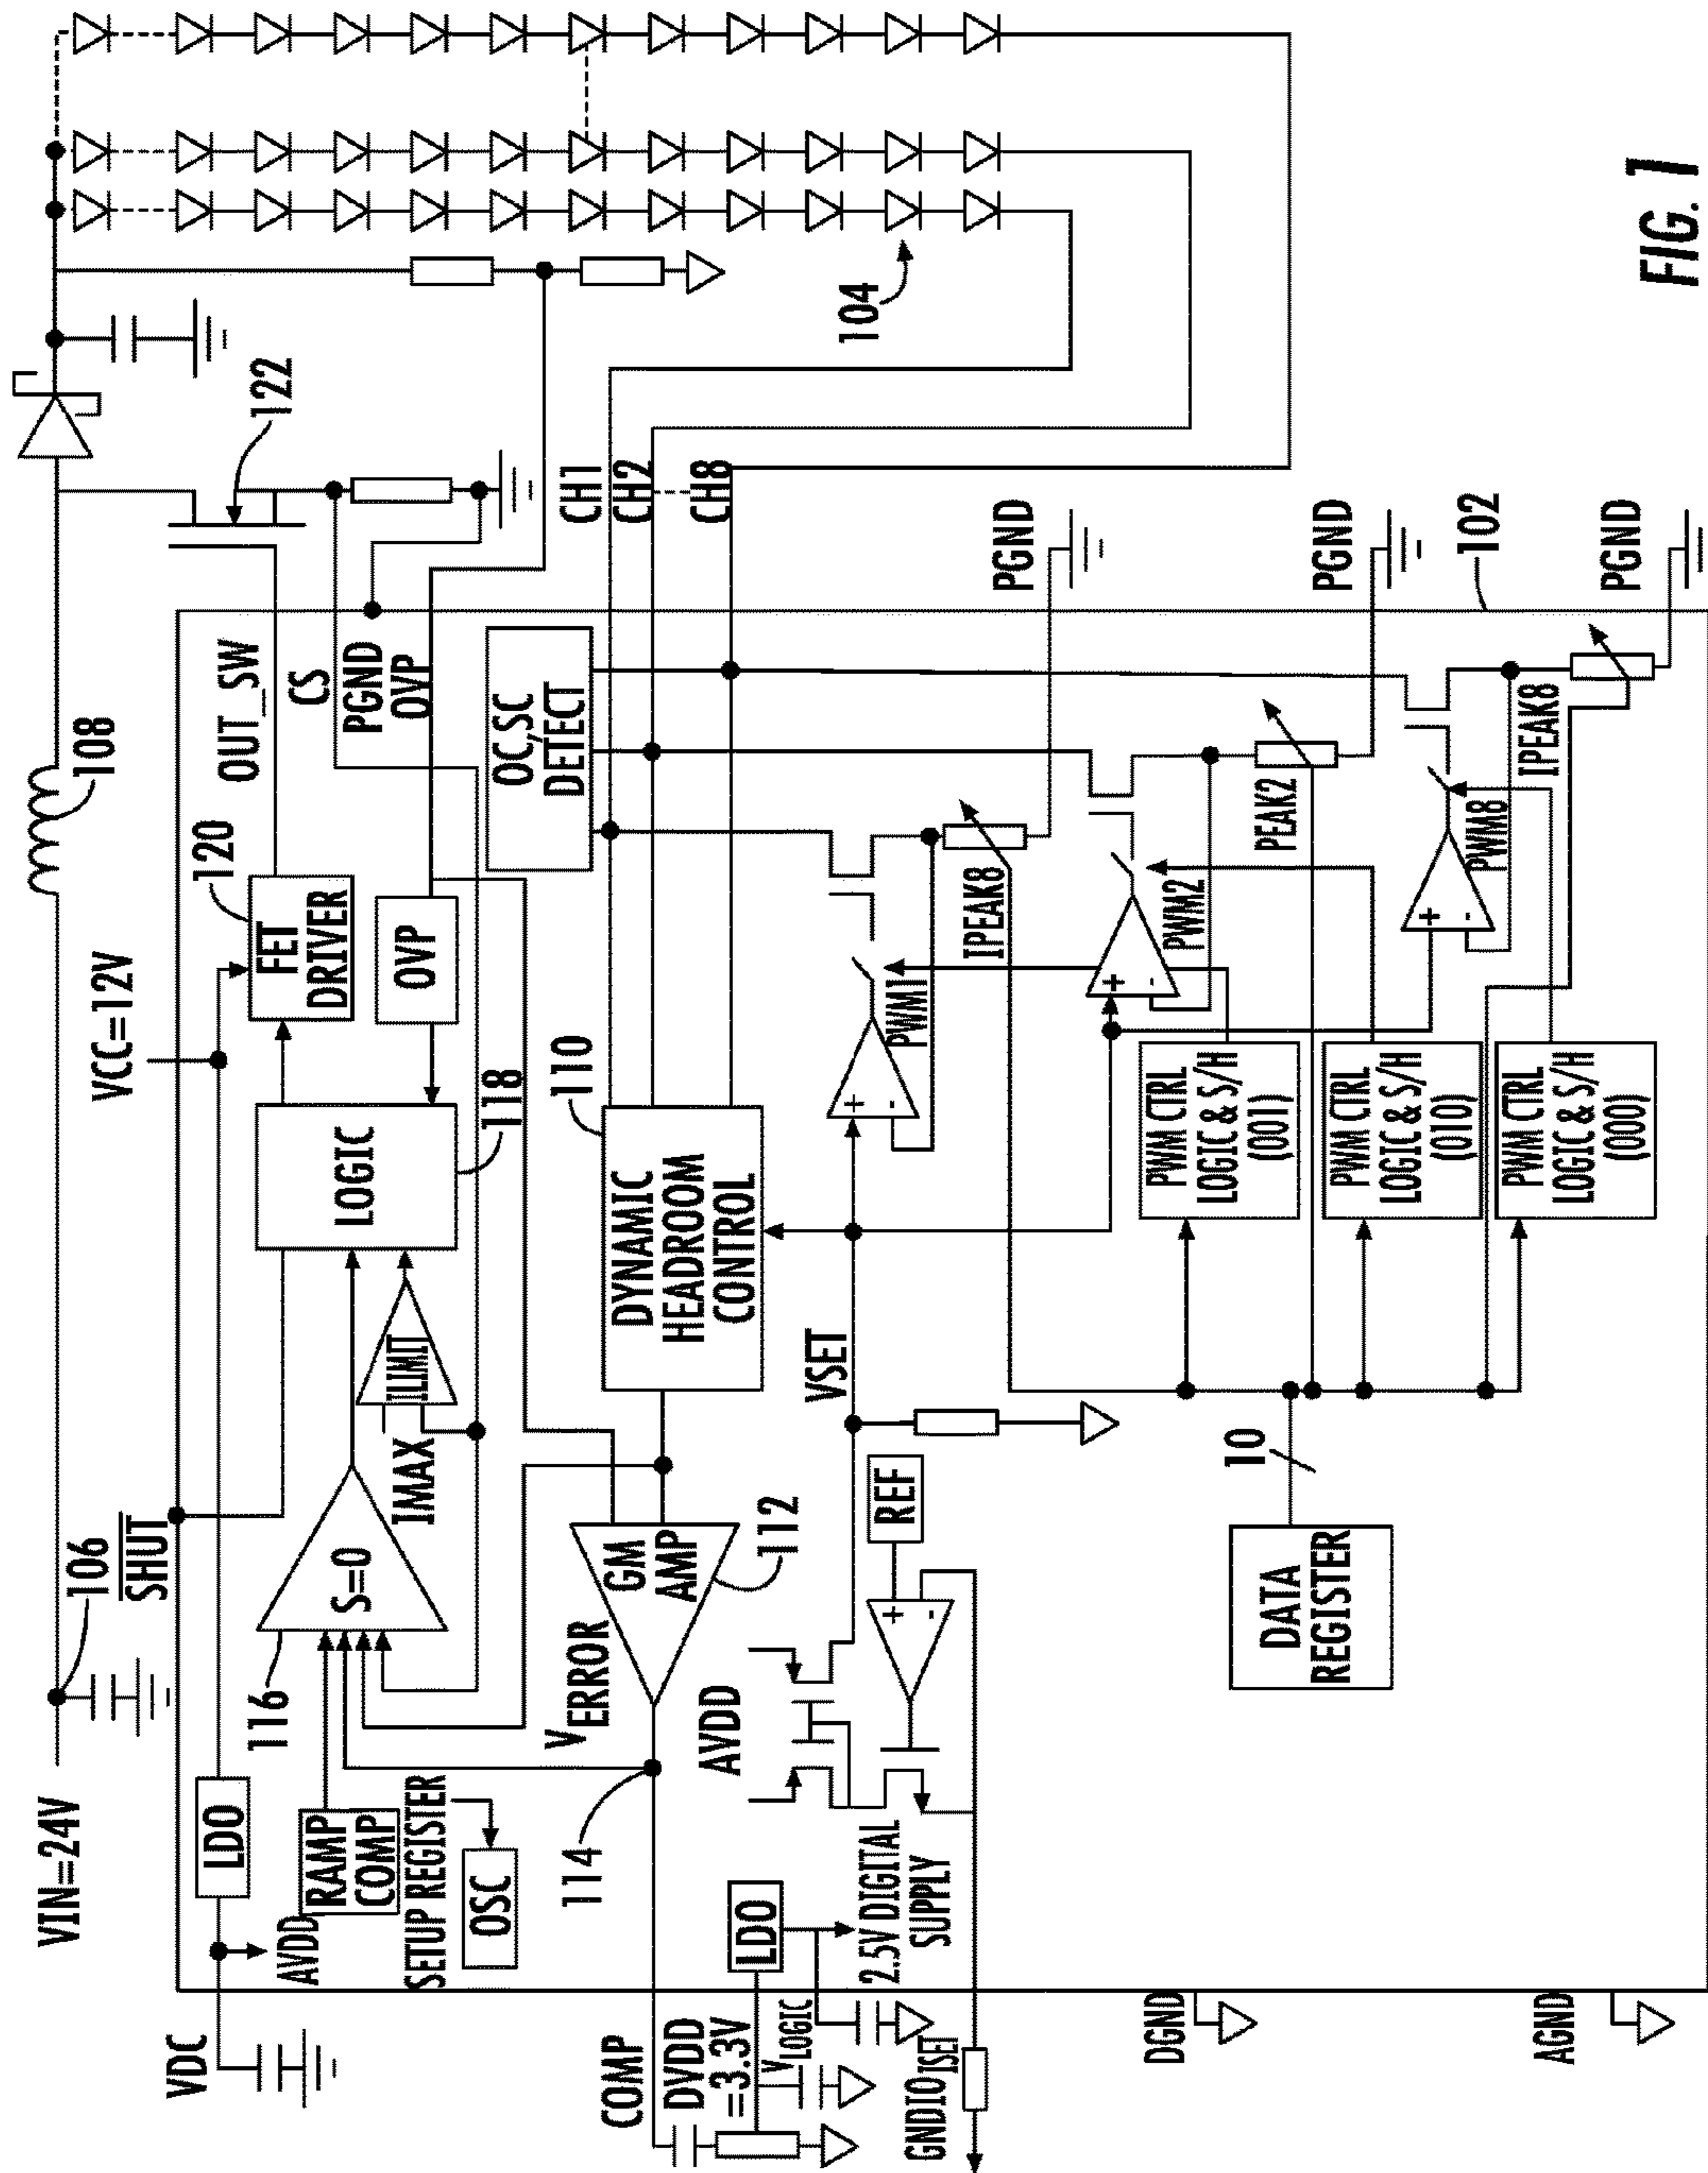 VIN=24V
106
108
VCC=12V
SHUT
VDC
LDO
AVDD
120
OUT_SW
122
FET
DRIVER
CS
PGND
OVP
116
RAMP
COMP
S=0
LOGIC
118
OVP
ILIMIT
IMAX
SETUP REGISTER
OSC
OC,SC
DETECT
CH1
CH2
CH8
104
114
VERROR
GM
AMP
112
110
DYNAMIC
HEADROOM
CONTROL
COMP
DVDD
=3.3V
LDO
VLOGIC
2.5V DIGITAL
SUPPLY
AVDD
VSET
REF
+
-
GNDIO ISET
+
-
PWM1
IPEAK8
PGND
+
-
PWM2
PEAK2
PGND
+
-
PWM8
IPEAK8
PGND
102
PWM CTRL
LOGIC & S/H
(001)
PWM CTRL
LOGIC & S/H
(010)
PWM CTRL
LOGIC & S/H
(000)
10
DATA
REGISTER
DGND
AGND
FIG. 1